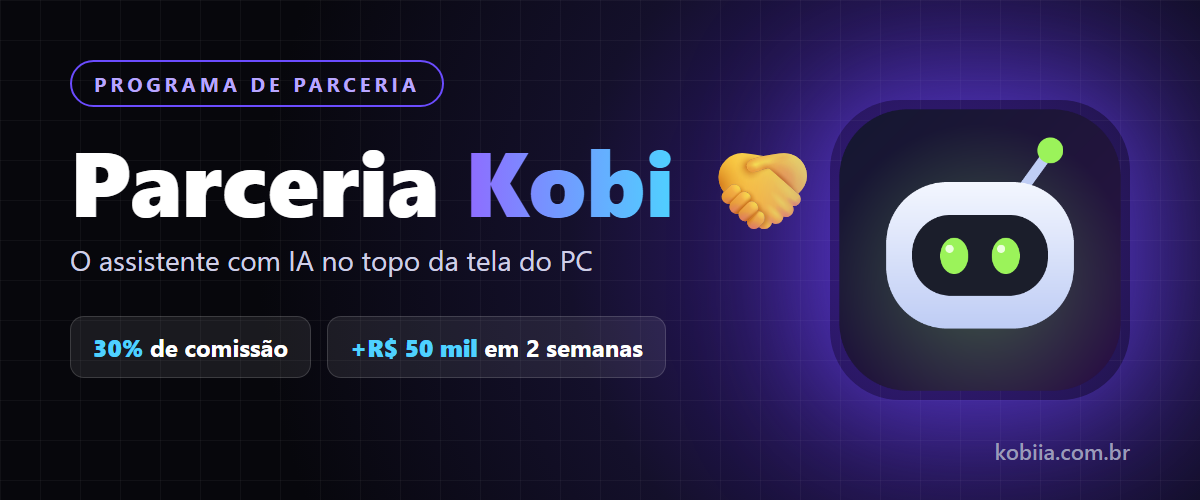 PROGRAMA DE PARCERIA
Parceria Kobi
O assistente com IA no topo da tela do PC
30% de comissão
+R$ 50 mil em 2 semanas
kobiia.com.br